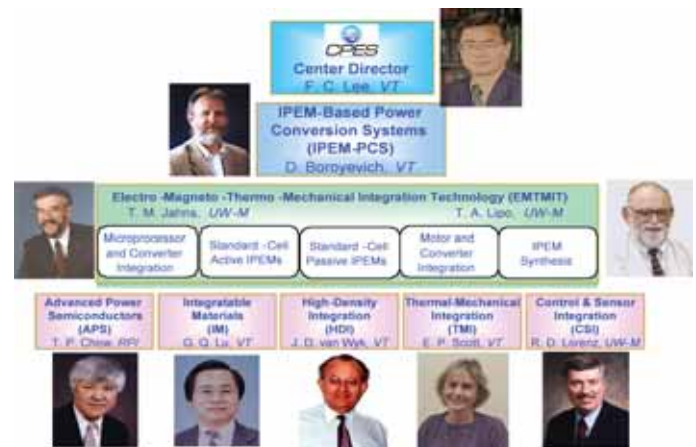 CPES
Center Director
F. C. Lee, VT
IPEM-Based Power
Conversion Systems
(IPEM-PCS)
D. Boroyevich, VT
Electro -Magneto -Thermo -Mechanical Integration Technology (EMTMIT)
T. M. Jahns, UW-M T. A. Lipo, UW-M
Microprocessor
and Converter
Integration
Standard -Cell
Active IPEMs
Standard -Cell
Passive IPEMs
Motor and
Converter
Integration
IPEM
Synthesis
Advanced Power
Semiconductors
(APS)
T. P. Chow, RPI
Integratable
Materials
(IM)
G. Q. Lu, VT
High-Density
Integration
(HDI)
J. D. van Wyk, VT
Thermal-Mechanical
Integration
(TMI)
E. P. Scott, VT
Control & Sensor
Integration
(CSI)
R. D. Lorenz, UW-M